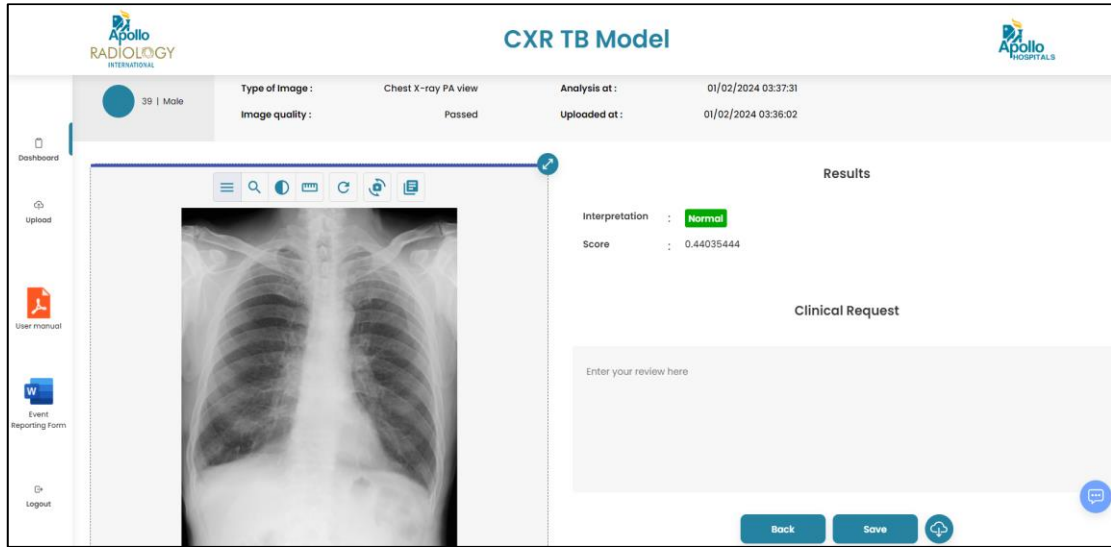 Apollo
RADIOLOGY
INTERNATIONAL
CXR TB Model
Apollo
HOSPITALS
39 | Male
Type of Image : Chest X-ray PA view Analysis at : 01/02/2024 03:37:31
Image quality : Passed Uploaded at : 01/02/2024 03:36:02
Dashboard
Upload
User manual
W
Event
Reporting Form
Logout
Results
Interpretation : Normal
Score : 0.44035444
Clinical Request
Enter your review here
Back Save